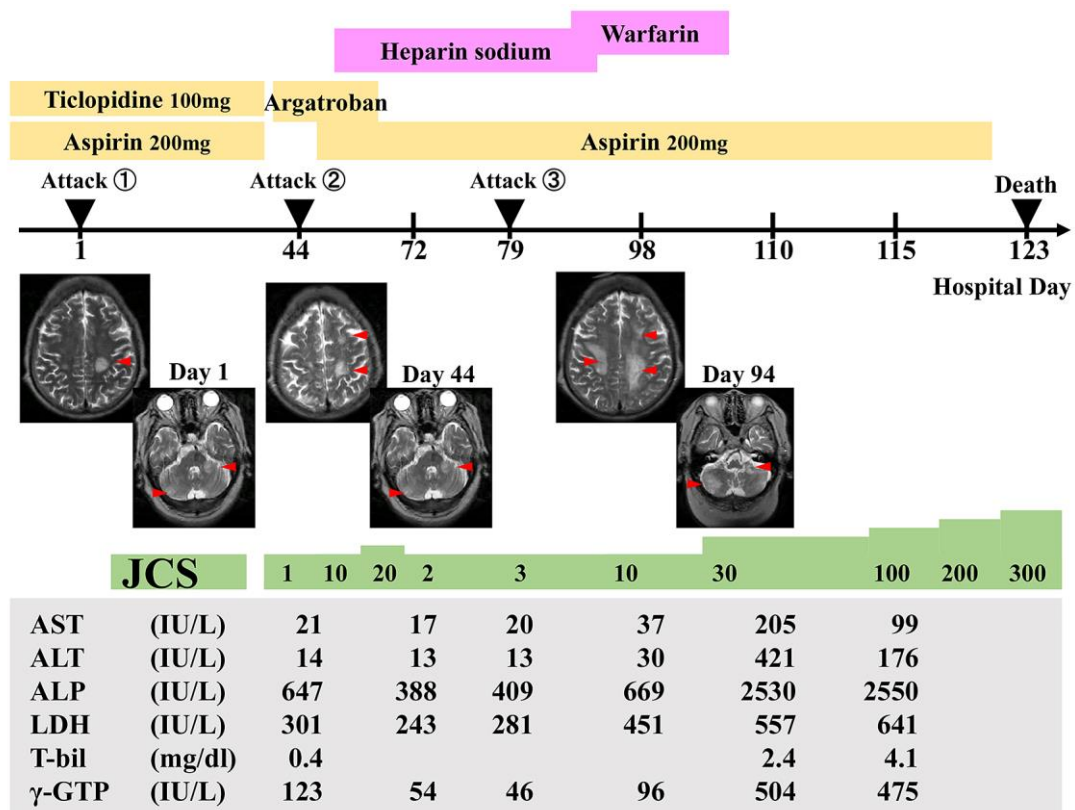 Warfarin
Heparin sodium
Ticlopidine 100mg
Argatroban
Aspirin 200mg
Aspirin 200mg
Attack ①
Attack ②
Attack ③
Death
1 44 72 79 98 110 115 123
Hospital Day
Day 1
Day 44
Day 94
JCS 1 10 20 2 3 10 30 100 200 300
AST (IU/L) 21 17 20 37 205 99
ALT (IU/L) 14 13 13 30 421 176
ALP (IU/L) 647 388 409 669 2530 2550
LDH (IU/L) 301 243 281 451 557 641
T-bil (mg/dl) 0.4 2.4 4.1
γ-GTP (IU/L) 123 54 46 96 504 475